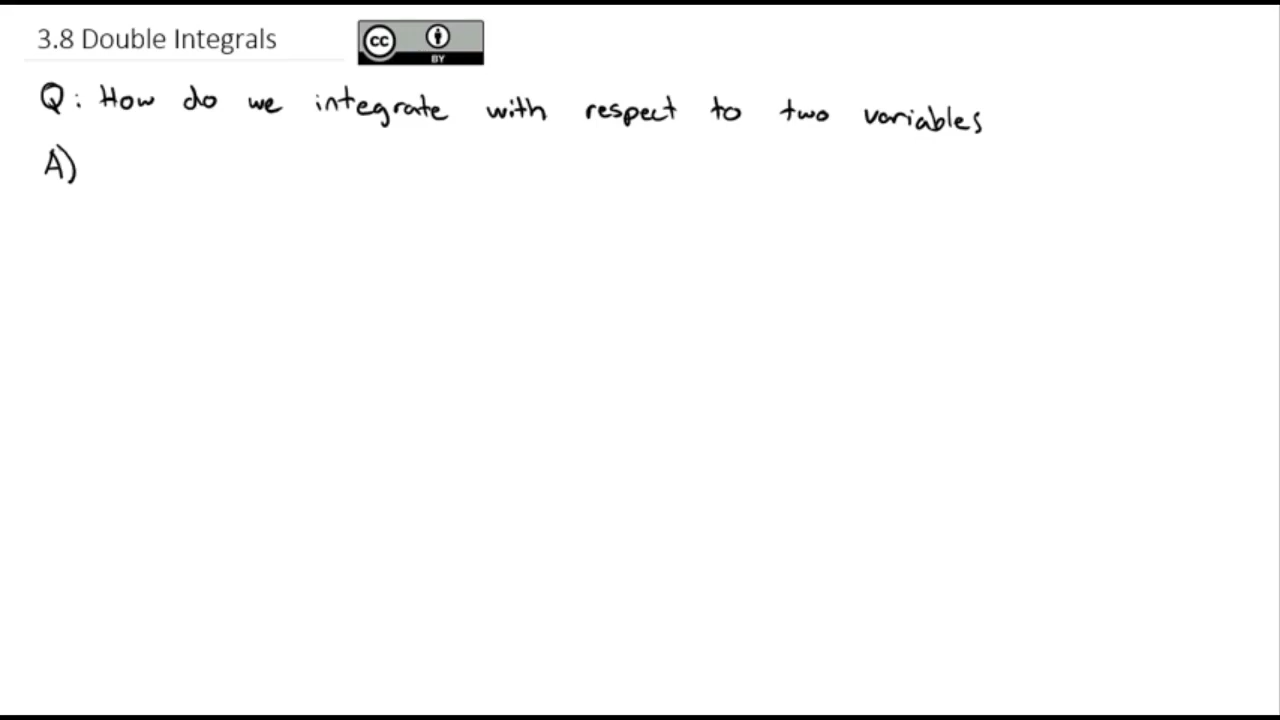 3.8 Double Integrals
cc BY
Q: How do we integrate with respect to two variables
A)